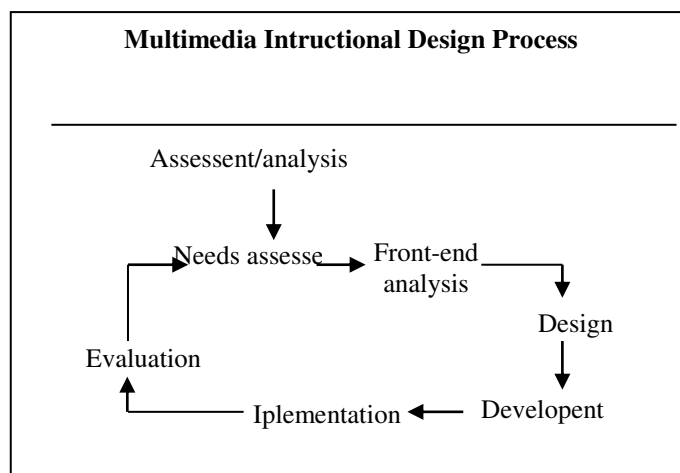 Multimedia Intructional Design Process
Assessent/analysis
Needs assesse
Front-end
analysis
Design
Evaluation
Iplementation
Developent